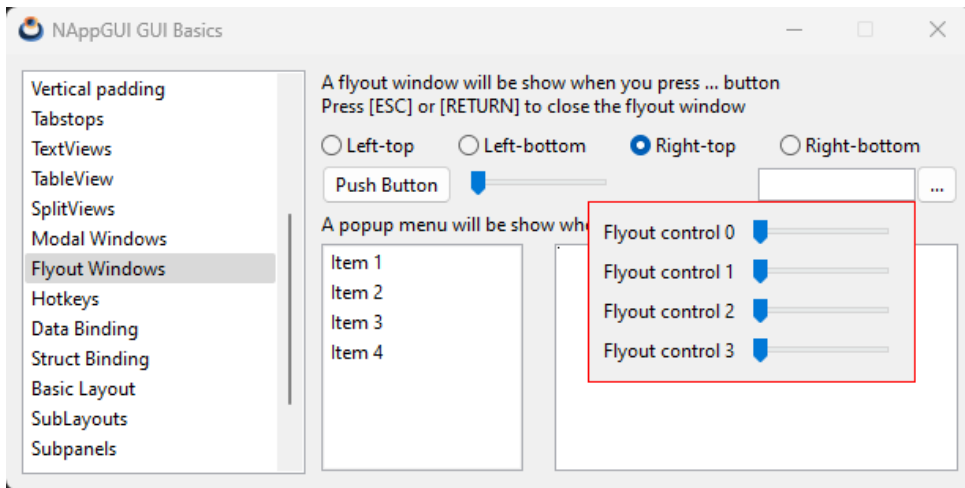 NAppGUI GUI Basics
Vertical padding
Tabstops
TextViews
TableView
SplitViews
Modal Windows
Flyout Windows
Hotkeys
Data Binding
Struct Binding
Basic Layout
SubLayouts
Subpanels
A flyout window will be show when you press ... button
Press [ESC] or [RETURN] to close the flyout window
Left-top
Left-bottom
Right-top
Right-bottom
Push Button
...
A popup menu will be show
Item 1
Item 2
Item 3
Item 4
Flyout control 0
Flyout control 1
Flyout control 2
Flyout control 3